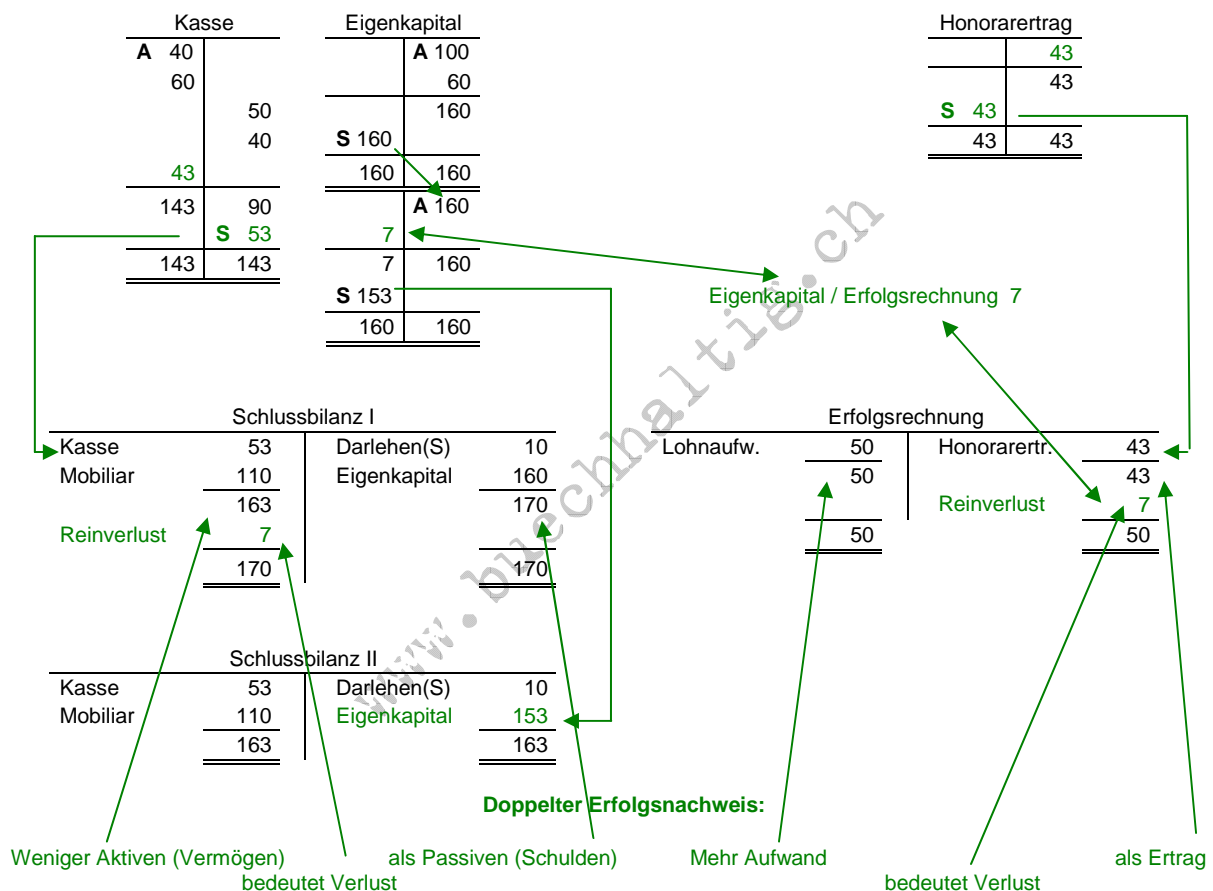 Kasse Eigenkapital Honorarertrag
A 40 A 100 43
60 60 43
50 160
40 S 160 S 43
43 160 160 43 43
143 90 A 160
S 53 7
143 143 7 160
S 153 Eigenkapital / Erfolgsrechnung 7
160 160
www.buechhaltig.ch
Schlussbilanz I Erfolgsrechnung
Kasse 53 Darlehen(S) 10 Lohnaufw. 50 Honorarertr. 43
Mobiliar 110 Eigenkapital 160 50 43
163 170 Reinverlust 7
Reinverlust 7 50 50
170 170
Schlussbilanz II
Kasse 53 Darlehen(S) 10
Mobiliar 110 Eigenkapital 153
163 163
Doppelter Erfolgsnachweis:
Weniger Aktiven (Vermögen) als Passiven (Schulden) Mehr Aufwand als Ertrag
bedeutet Verlust bedeutet Verlust